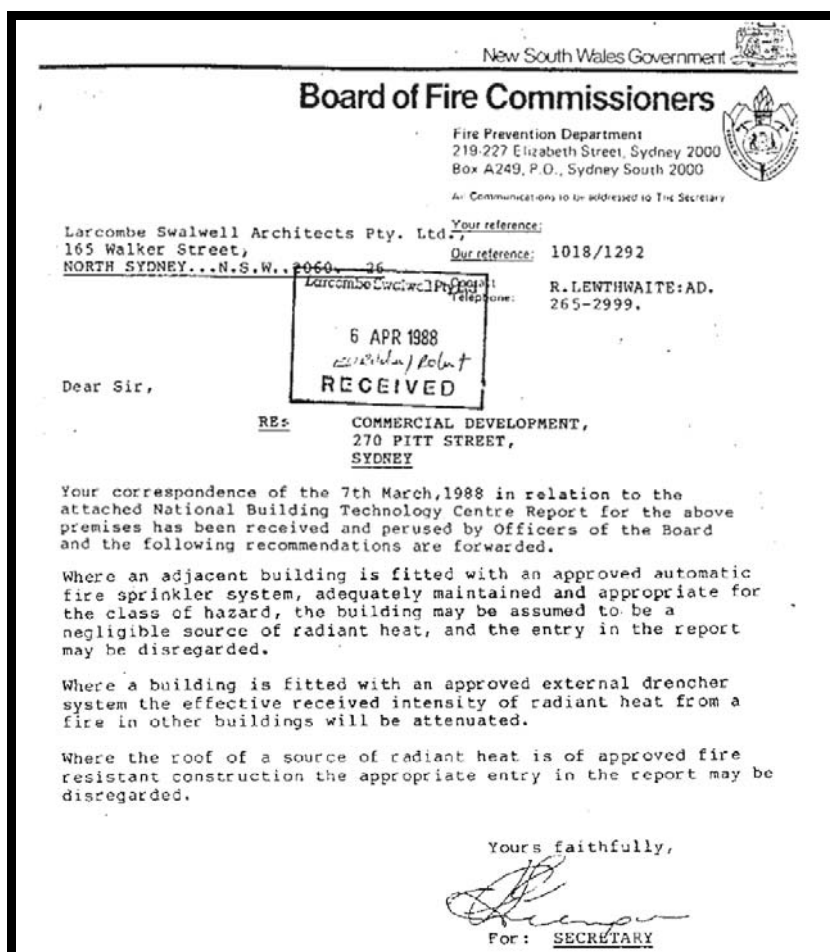 New South Wales Government
Board of Fire Commissioners
Fire Prevention Department
219-227 Elizabeth Street, Sydney 2000
Box A249, P.O., Sydney South 2000
All Communications to be addressed to The Secretary
Larcombe Swalwell Architects Pty. Ltd.,
165 Walker Street,
NORTH SYDNEY...N.S.W..2060. 26
Your reference:
Our reference: 1018/1292
Contact R.LEWTHWAITE:AD.
Telephone: 265-2999.
Larcombe Swalwell Pty Ltd
6 APR 1988
RECEIVED
Dear Sir,
RE: COMMERCIAL DEVELOPMENT,
270 PITT STREET,
SYDNEY
Your correspondence of the 7th March,1988 in relation to the
attached National Building Technology Centre Report for the above
premises has been received and perused by Officers of the Board
and the following recommendations are forwarded.
Where an adjacent building is fitted with an approved automatic
fire sprinkler system, adequately maintained and appropriate for
the class of hazard, the building may be assumed to be a
negligible source of radiant heat, and the entry in the report
may be disregarded.
Where a building is fitted with an approved external drencher
system the effective received intensity of radiant heat from a
fire in other buildings will be attenuated.
Where the roof of a source of radiant heat is of approved fire
resistant construction the appropriate entry in the report may be
disregarded.
Yours faithfully,
For: SECRETARY